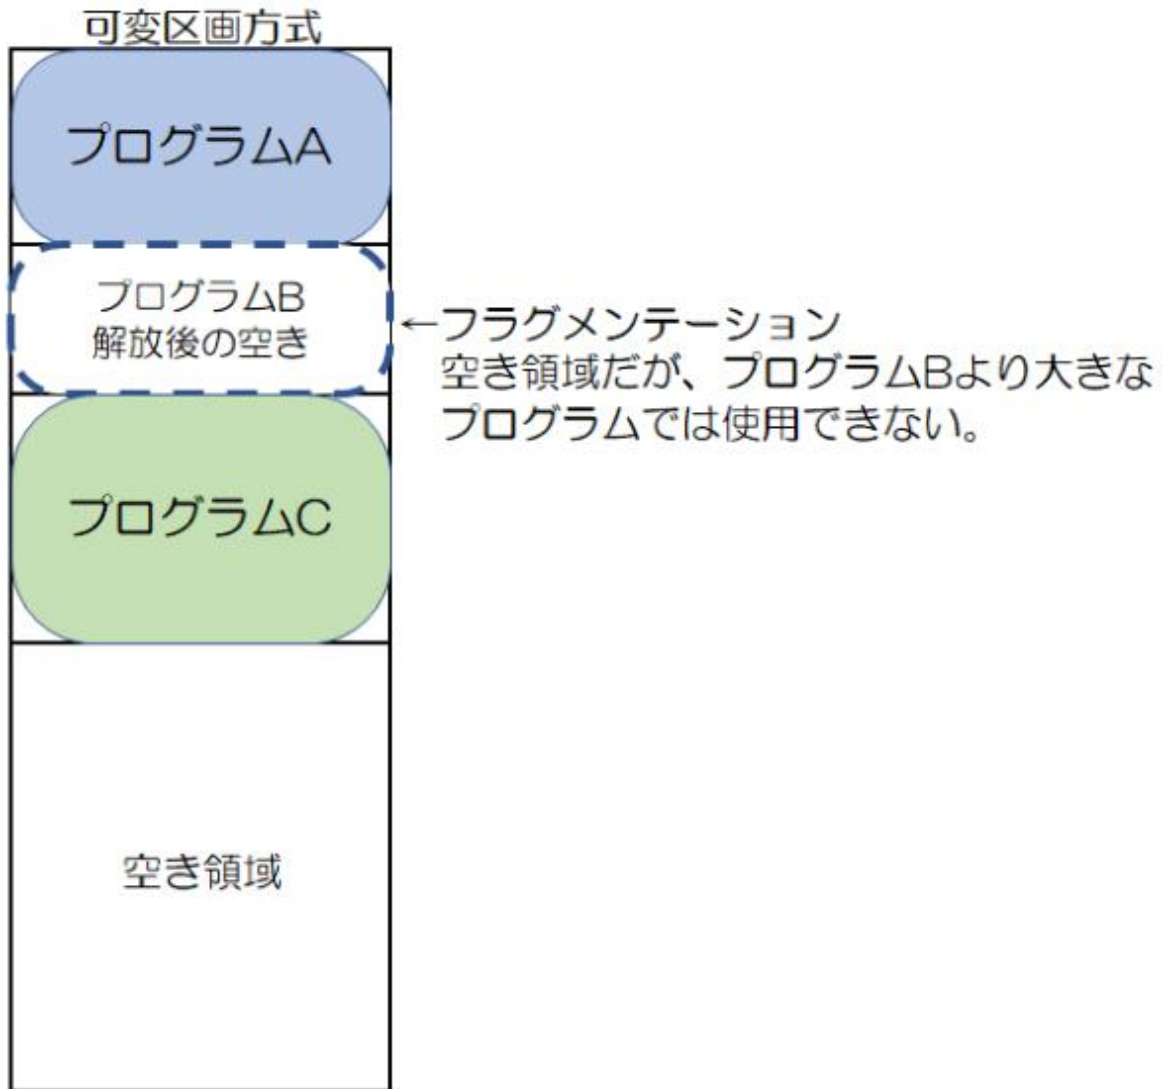 可変区画方式
プログラムA
プログラムB
解放後の空き
←フラグメンテーション
空き領域だが、プログラムBより大きな
プログラムでは使用できない。
プログラムC
空き領域